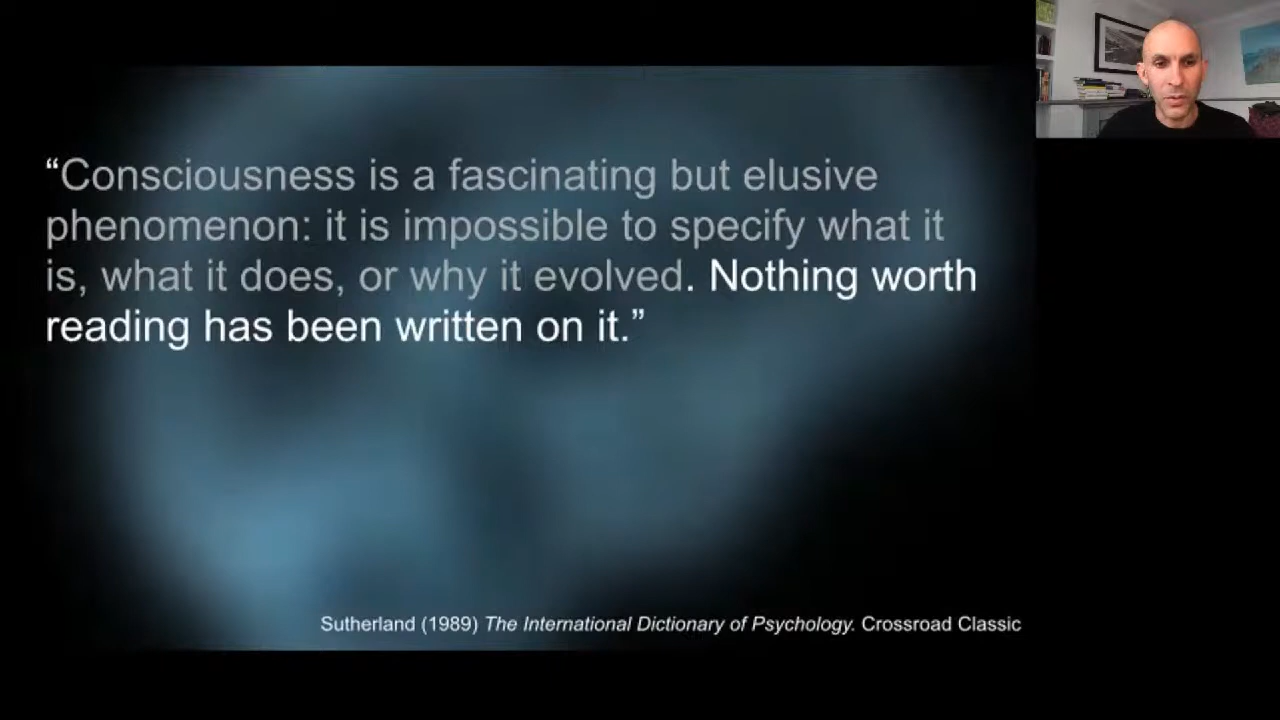 “Consciousness is a fascinating but elusive
phenomenon: it is impossible to specify what it
is, what it does, or why it evolved. Nothing worth
reading has been written on it.”
Sutherland (1989) The International Dictionary of Psychology. Crossroad Classic